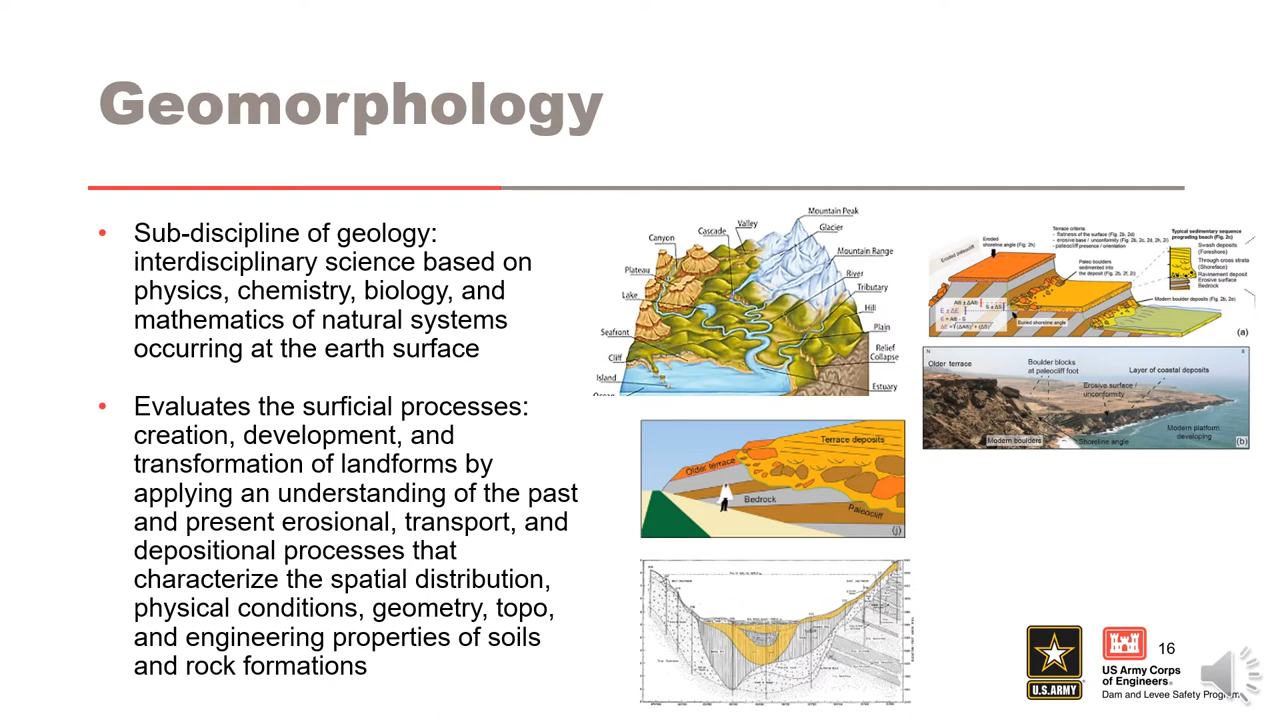 Geomorphology
Sub-discipline of geology:
interdisciplinary science based on
physics, chemistry, biology, and
mathematics of natural systems
occurring at the earth surface
Evaluates the surficial processes:
creation, development, and
transformation of landforms by
applying an understanding of the past
and present erosional, transport, and
depositional processes that
characterize the spatial distribution,
physical conditions, geometry, topo,
and engineering properties of soils
and rock formations
Mountain Peak
Valley
Glacier
Cascade
Canyon
Mountain Range
Plateau
River
Tributary
Lake
Hill
Seafront
Plain
Cliff
Relief
Collapse
Island
Estuary
Ocean
Eroded paleocliff
Eroded
shoreline angle (Fig. 2h)
Terrace criteria:
- flatness of the surface (Fig. 2b, 2d)
- erosive base / unconformity (Fig. 2b, 2c, 2d, 2h, 2i)
- paleocliff presence / orientation
Paleo boulders
sedimented into
the deposit (Fig. 2b, 2f, 2i)
Typical sedimentary sequence
prograding beach (Fig. 2c)
Swash deposits
(Foreshore)
Through cross strata
(Shoreface)
Ravinement deposit
Erosive surface
Bedrock
Modern boulder deposits (Fig. 2b, 2e)
Buried shoreline angle
(a)
N
S
Older terrace
Boulder blocks
at paleocliff foot
Layer of coastal deposits
Erosive surface /
unconformity
Modern platform
developing
Modern boulders
Shoreline angle
(b)
Terrace deposits
Older terrace
Bedrock
Paleocliff
(j)
U.S.ARMY
US Army Corps
of Engineers®
Dam and Levee Safety Program
16